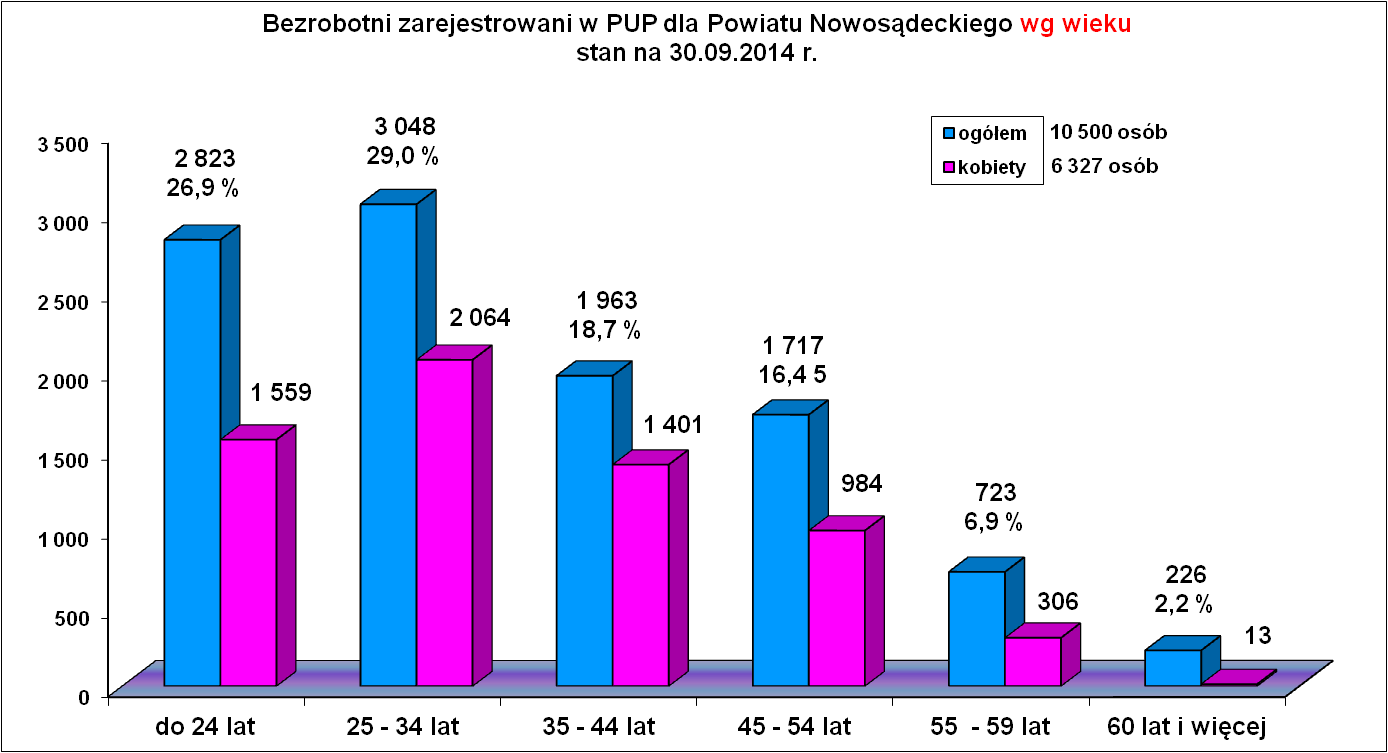 Bezrobotni zarejestrowani w PUP dla Powiatu Nowosądeckiego wg wieku
stan na 30.09.2014 r.
ogółem 10 500 osób
kobiety 6 327 osób
3 500
3 000
2 500
2 000
1 500
1 000
500
0
2 823
26,9 %
1 559
3 048
29,0 %
2 064
1 963
18,7 %
1 401
1 717
16,4 5
984
723
6,9 %
306
226
2,2 %
13
do 24 lat
25 - 34 lat
35 - 44 lat
45 - 54 lat
55 - 59 lat
60 lat i więcej